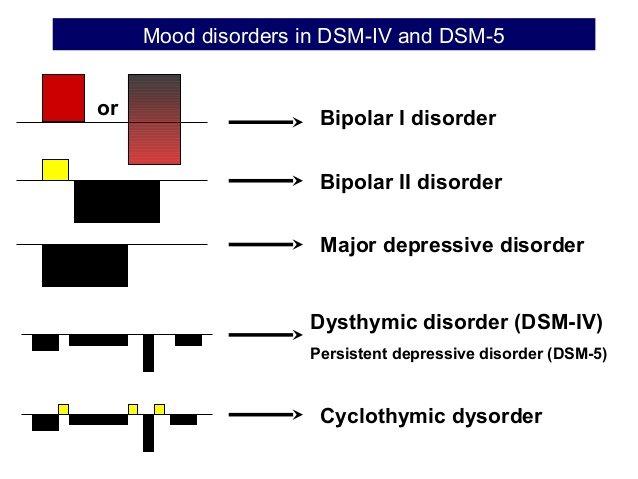 Mood disorders in DSM-IV and DSM-5
or
Bipolar I disorder
Bipolar II disorder
Major depressive disorder
Dysthymic disorder (DSM-IV)
Persistent depressive disorder (DSM-5)
Cyclothymic dysorder